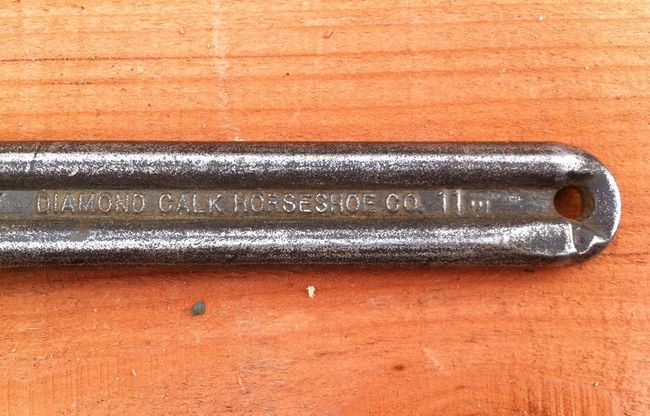 DIAMOND CALK HORSESHOE CO. 11